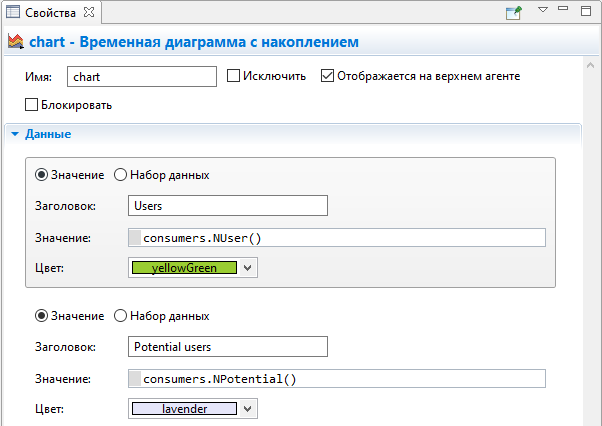 Свойства
chart - Временная диаграмма с накоплением
Имя: chart Исключить Отображается на верхнем агенте
Блокировать
Данные
Значение Набор данных
Заголовок: Users
Значение: consumers.NUser()
Цвет: yellowGreen
Значение Набор данных
Заголовок: Potential users
Значение: consumers.NPotential()
Цвет: lavender